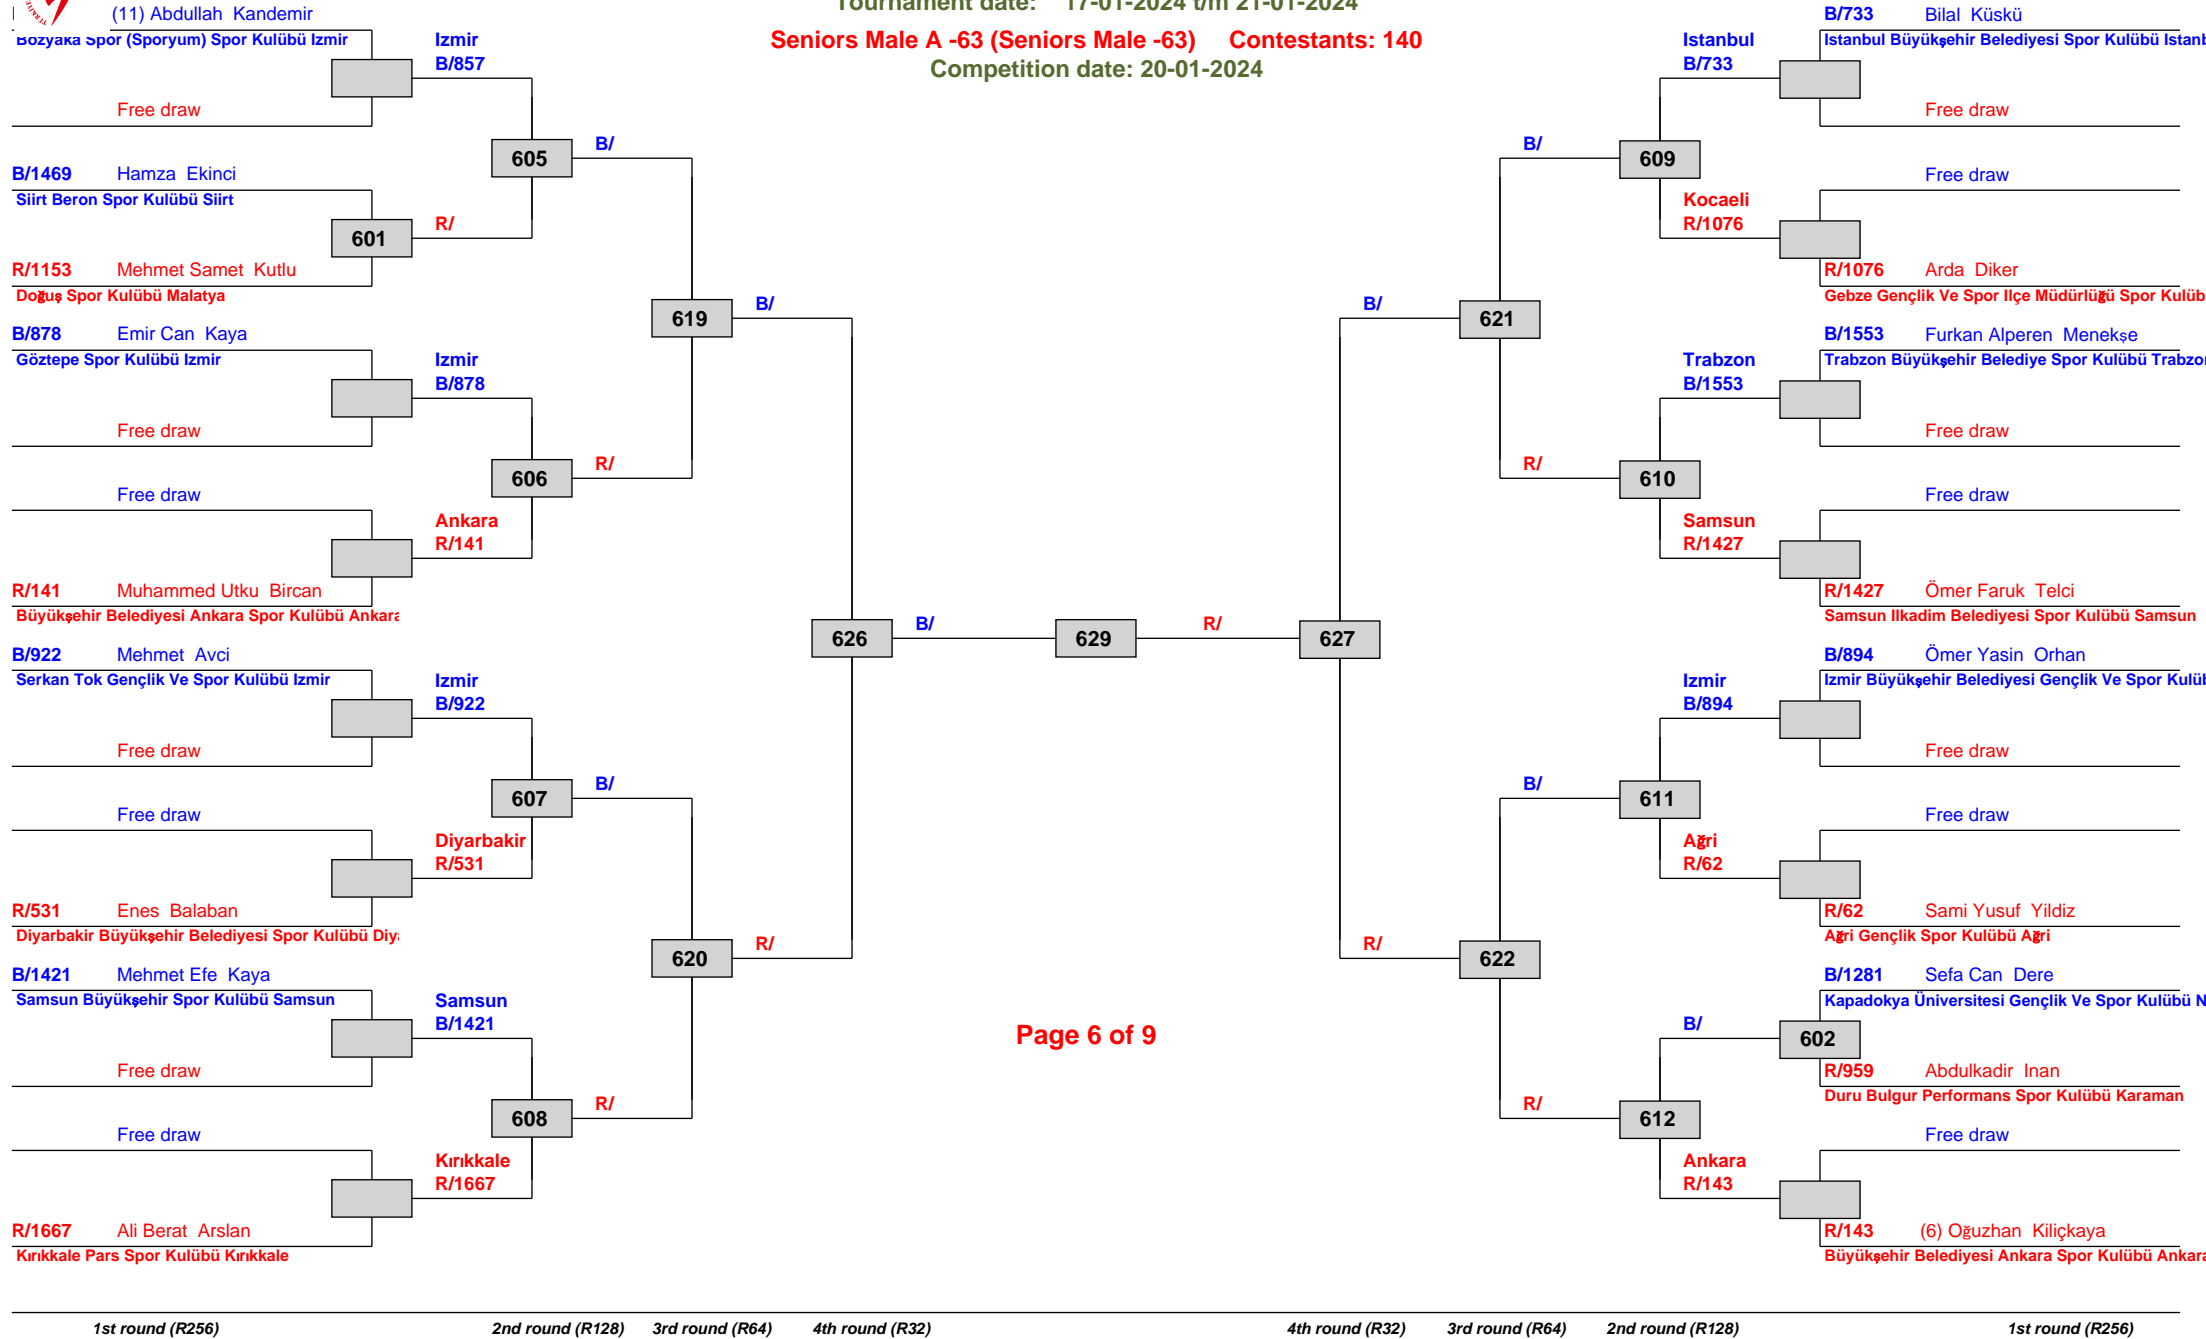 Tournament date: 17-01-2024 t/m 21-01-2024
Seniors Male A -63 (Seniors Male -63) Contestants: 140
Competition date: 20-01-2024
(11) Abdullah Kandemir
Bozyaka Spor (Sporyum) Spor Kulübü Izmir
Free draw
B/1469 Hamza Ekinci
Siirt Beron Spor Kulübü Siirt
601
R/1153 Mehmet Samet Kutlu
Doğuş Spor Kulübü Malatya
B/878 Emir Can Kaya
Göztepe Spor Kulübü Izmir
Free draw
Free draw
R/141 Muhammed Utku Bircan
Büyükşehir Belediyesi Ankara Spor Kulübü Ankara
B/922 Mehmet Avci
Serkan Tok Gençlik Ve Spor Kulübü Izmir
Free draw
Free draw
R/531 Enes Balaban
Diyarbakir Büyükşehir Belediyesi Spor Kulübü Diy
B/1421 Mehmet Efe Kaya
Samsun Büyükşehir Spor Kulübü Samsun
Free draw
Free draw
R/1667 Ali Berat Arslan
Kırıkkale Pars Spor Kulübü Kırıkkale
Izmir
B/857
605
R/
Izmir
B/878
606
Ankara
R/141
Izmir
B/922
607
Diyarbakir
R/531
Samsun
B/1421
608
Kırıkkale
R/1667
B/
619
R/
B/
620
R/
B/
626
R/
B/
629
R/
Page 6 of 9
B/
627
R/
B/
621
R/
B/
622
R/
Istanbul
B/733
609
Kocaeli
R/1076
Trabzon
B/1553
610
Samsun
R/1427
Izmir
B/894
611
Ağri
R/62
B/
612
Ankara
R/143
B/733 Bilal Küskü
Istanbul Büyükşehir Belediyesi Spor Kulübü Istanb
Free draw
Free draw
R/1076 Arda Diker
Gebze Gençlik Ve Spor Ilçe Müdürlüğü Spor Kulüb
B/1553 Furkan Alperen Menekşe
Trabzon Büyükşehir Belediye Spor Kulübü Trabzon
Free draw
Free draw
R/1427 Ömer Faruk Telci
Samsun Ilkadim Belediyesi Spor Kulübü Samsun
B/894 Ömer Yasin Orhan
Izmir Büyükşehir Belediyesi Gençlik Ve Spor Kulüb
Free draw
Free draw
R/62 Sami Yusuf Yildiz
Ağri Gençlik Spor Kulübü Ağri
B/1281 Sefa Can Dere
Kapadokya Üniversitesi Gençlik Ve Spor Kulübü N
602
R/959 Abdulkadir Inan
Duru Bulgur Performans Spor Kulübü Karaman
Free draw
R/143 (6) Oğuzhan Kiliçkaya
Büyükşehir Belediyesi Ankara Spor Kulübü Ankara
1st round (R256) 2nd round (R128) 3rd round (R64) 4th round (R32) 4th round (R32) 3rd round (R64) 2nd round (R128) 1st round (R256)